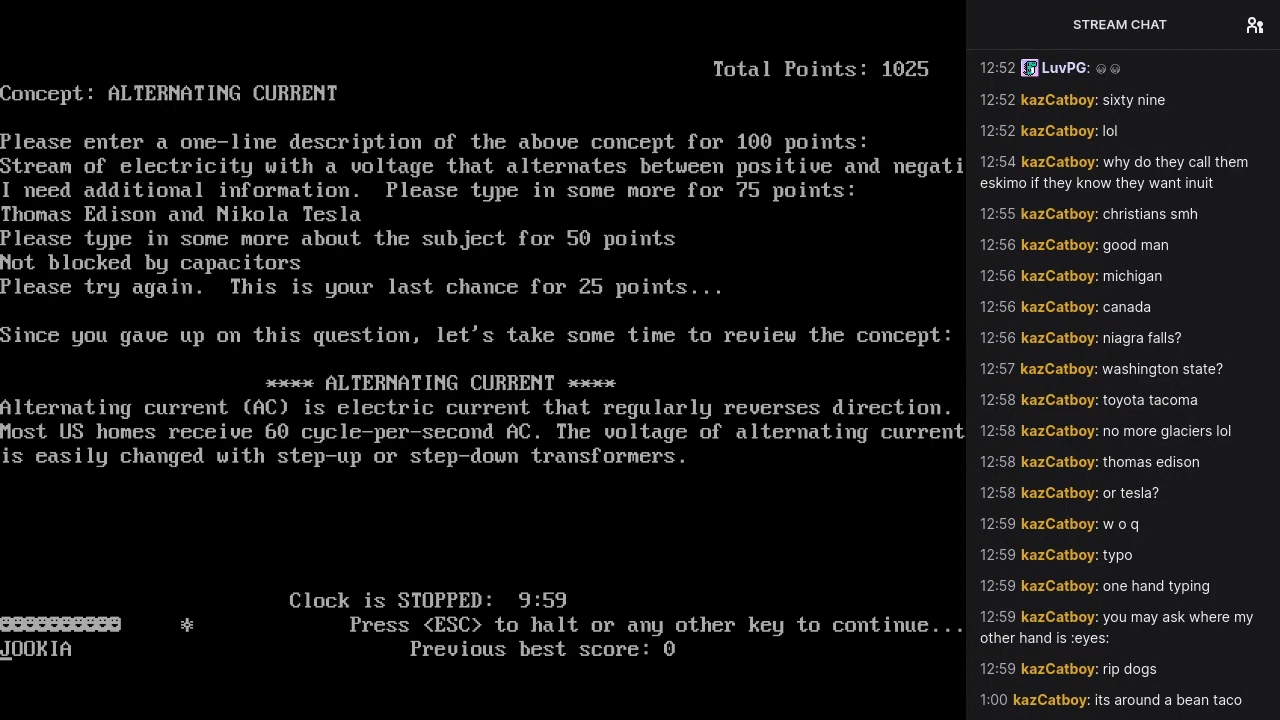 Total Points: 1025
Concept: ALTERNATING CURRENT
Please enter a one-line description of the above concept for 100 points:
Stream of electricity with a voltage that alternates between positive and negati
I need additional information.  Please type in some more for 75 points:
Thomas Edison and Nikola Tesla
Please type in some more about the subject for 50 points
Not blocked by capacitors
Please try again.  This is your last chance for 25 points...
Since you gave up on this question, let's take some time to review the concept:
**** ALTERNATING CURRENT ****
Alternating current (AC) is electric current that regularly reverses direction.
Most US homes receive 60 cycle-per-second AC. The voltage of alternating current
is easily changed with step-up or step-down transformers.
Clock is STOPPED:  9:59
* Press <ESC> to halt or any other key to continue...
JOOKIA Previous best score: 0
STREAM CHAT
12:52 LuvPG:
12:52 kazCatboy: sixty nine
12:52 kazCatboy: lol
12:54 kazCatboy: why do they call them
eskimo if they know they want inuit
12:55 kazCatboy: christians smh
12:56 kazCatboy: good man
12:56 kazCatboy: michigan
12:56 kazCatboy: canada
12:56 kazCatboy: niagra falls?
12:57 kazCatboy: washington state?
12:58 kazCatboy: toyota tacoma
12:58 kazCatboy: no more glaciers lol
12:58 kazCatboy: thomas edison
12:58 kazCatboy: or tesla?
12:59 kazCatboy: w o q
12:59 kazCatboy: typo
12:59 kazCatboy: one hand typing
12:59 kazCatboy: you may ask where my
other hand is :eyes:
12:59 kazCatboy: rip dogs
1:00 kazCatboy: its around a bean taco